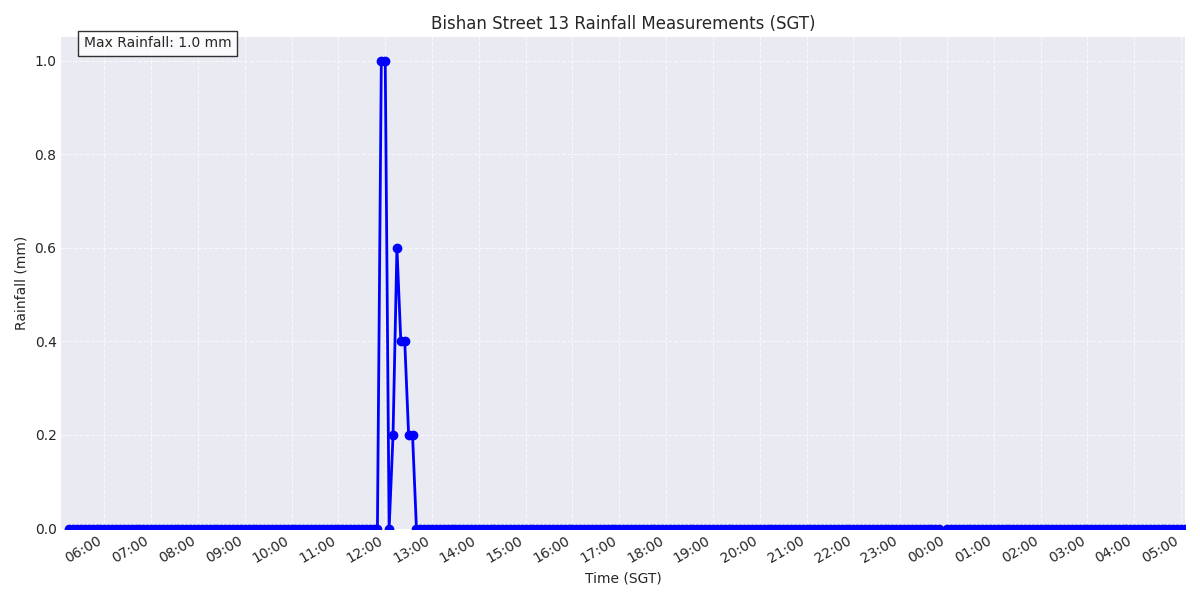 Bishan Street 13 Rainfall Measurements (SGT)
Max Rainfall: 1.0 mm
Rainfall (mm)
1.0
0.8
0.6
0.4
0.2
0.0
06:00 07:00 08:00 09:00 10:00 11:00 12:00 13:00 14:00 15:00 16:00 17:00 18:00 19:00 20:00 21:00 22:00 23:00 00:00 01:00 02:00 03:00 04:00 05:00
Time (SGT)